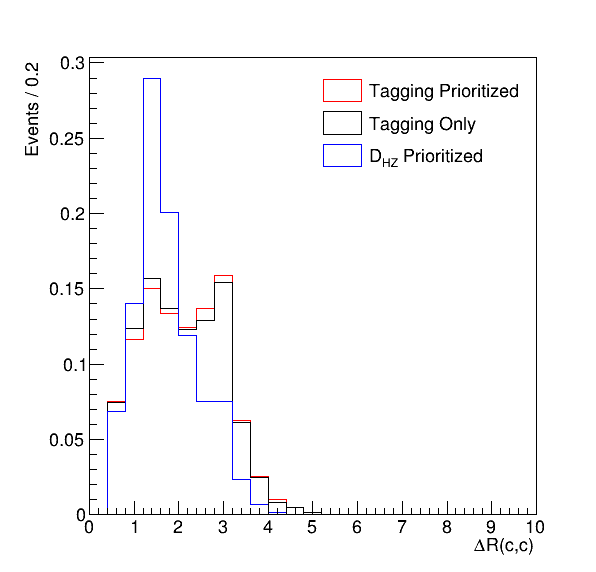 Events / 0.2
0.3
0.25
0.2
0.15
0.1
0.05
0
Tagging Prioritized
Tagging Only
D_HZ Prioritized
0 1 2 3 4 5 6 7 8 9 10
ΔR(c,c)